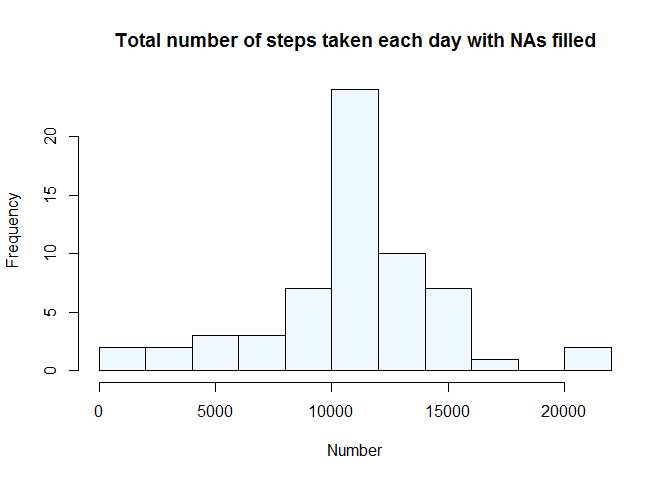 Total number of steps taken each day with NAs filled
Frequency
20
15
10
5
0
0 5000 10000 15000 20000
Number